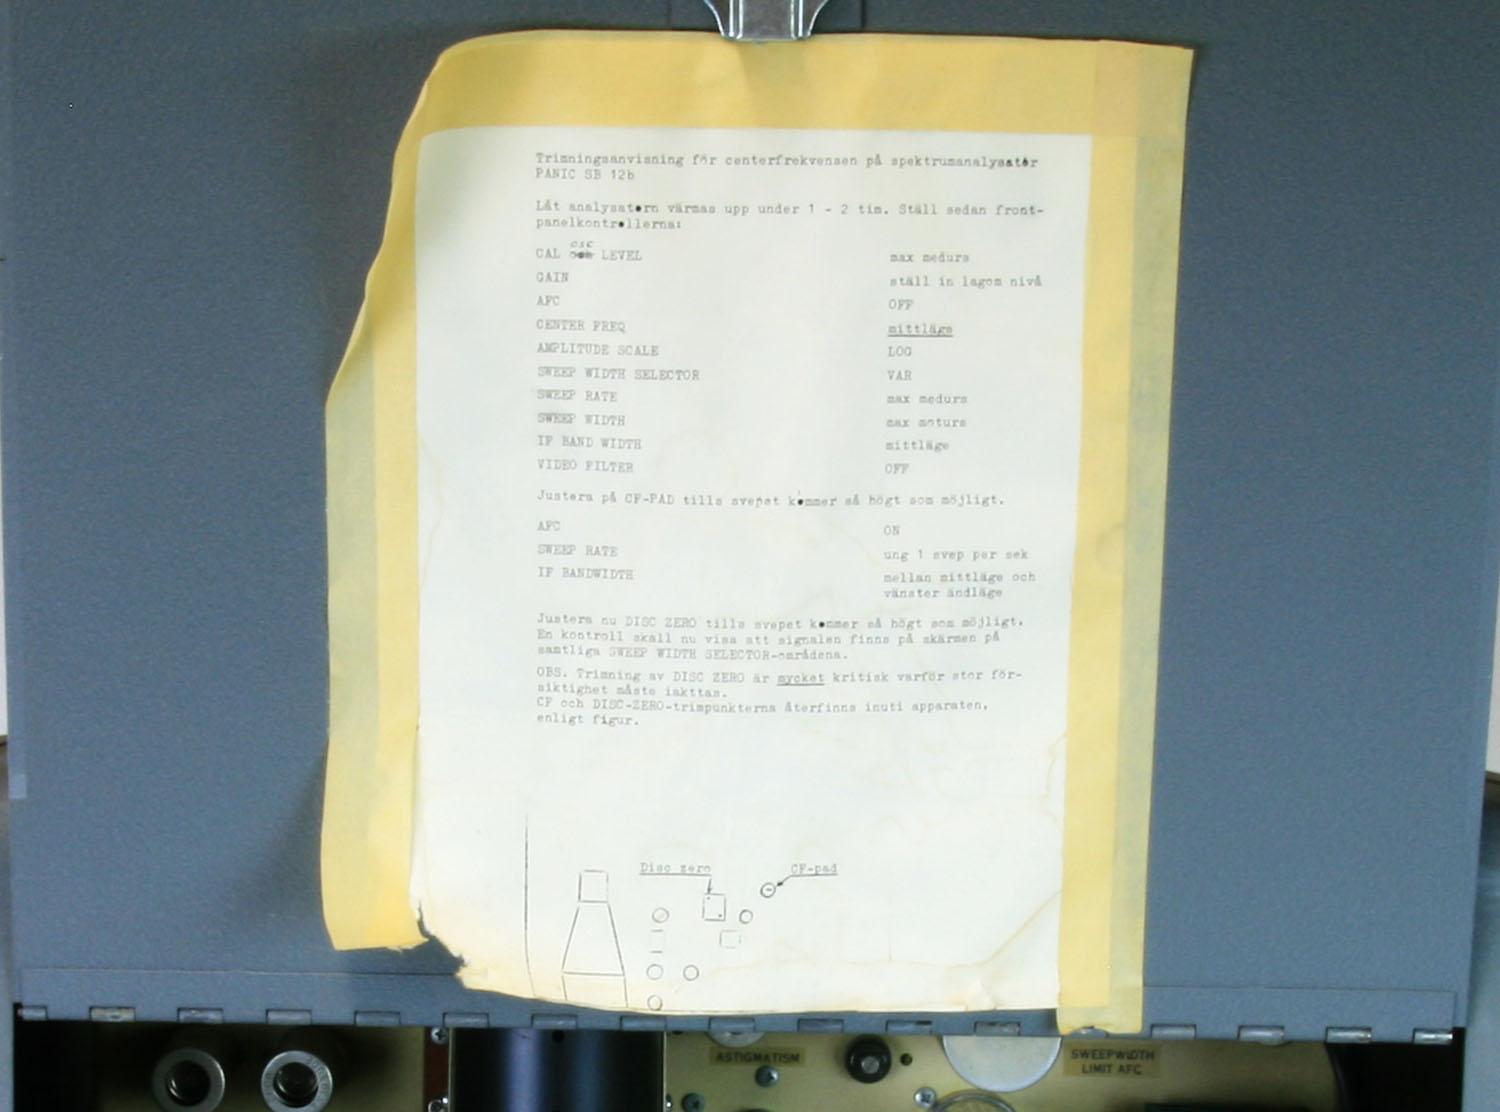 Trimningsanvisning för centerfrekvensen på spektrumanalysatör
PANIC SB 12b
Låt analysatorn värmas upp under 1 - 2 tim. Ställ sedan front-
panelkontrollerna:
osc
CAL LEVEL max medurs
GAIN ställ in lagom nivå
AFC OFF
CENTER FREQ mittläge
AMPLITUDE SCALE LOG
SWEEP WIDTH SELECTOR VAR
SWEEP RATE max medurs
SWEEP WIDTH max moturs
IF BAND WIDTH mittläge
VIDEO FILTER OFF
Justera på CF-PAD tills svepet kommer så högt som möjligt.
AFC ON
SWEEP RATE ung 1 svep per sek
IF BANDWIDTH mellan mittläge och
vänster ändläge
Justera nu DISC ZERO tills svepet kommer så högt som möjligt.
En kontroll skall nu visa att signalen finns på skärmen på
samtliga SWEEP WIDTH SELECTOR-områdena.
OBS. Trimning av DISC ZERO är mycket kritisk varför stor för-
siktighet måste iakttas.
CF och DISC-ZERO-trimpunkterna återfinns inuti apparaten,
enligt figur.
Disc zero CF-pad
ASTIGMATISM
SWEEPWIDTH
LIMIT AFC